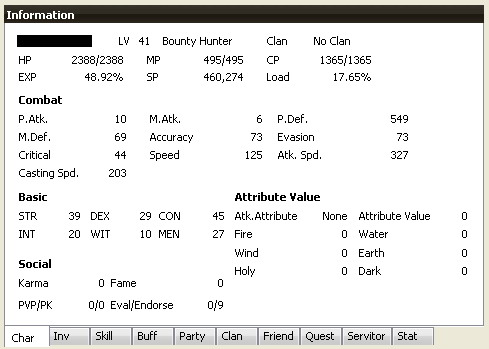 Information
LV 41 Bounty Hunter Clan No Clan
HP 2388/2388 MP 495/495 CP 1365/1365
EXP 48.92% SP 460,274 Load 17.65%
Combat
P.Atk. 10 M.Atk. 6 P.Def. 549
M.Def. 69 Accuracy 73 Evasion 73
Critical 44 Speed 125 Atk. Spd. 327
Casting Spd. 203
Basic
STR 39 DEX 29 CON 45
INT 20 WIT 10 MEN 27
Attribute Value
Atk.Attribute None Attribute Value 0
Fire 0 Water 0
Wind 0 Earth 0
Holy 0 Dark 0
Social
Karma 0 Fame 0
PVP/PK 0/0 Eval/Endorse 0/9
Char Inv Skill Buff Party Clan Friend Quest Servitor Stat